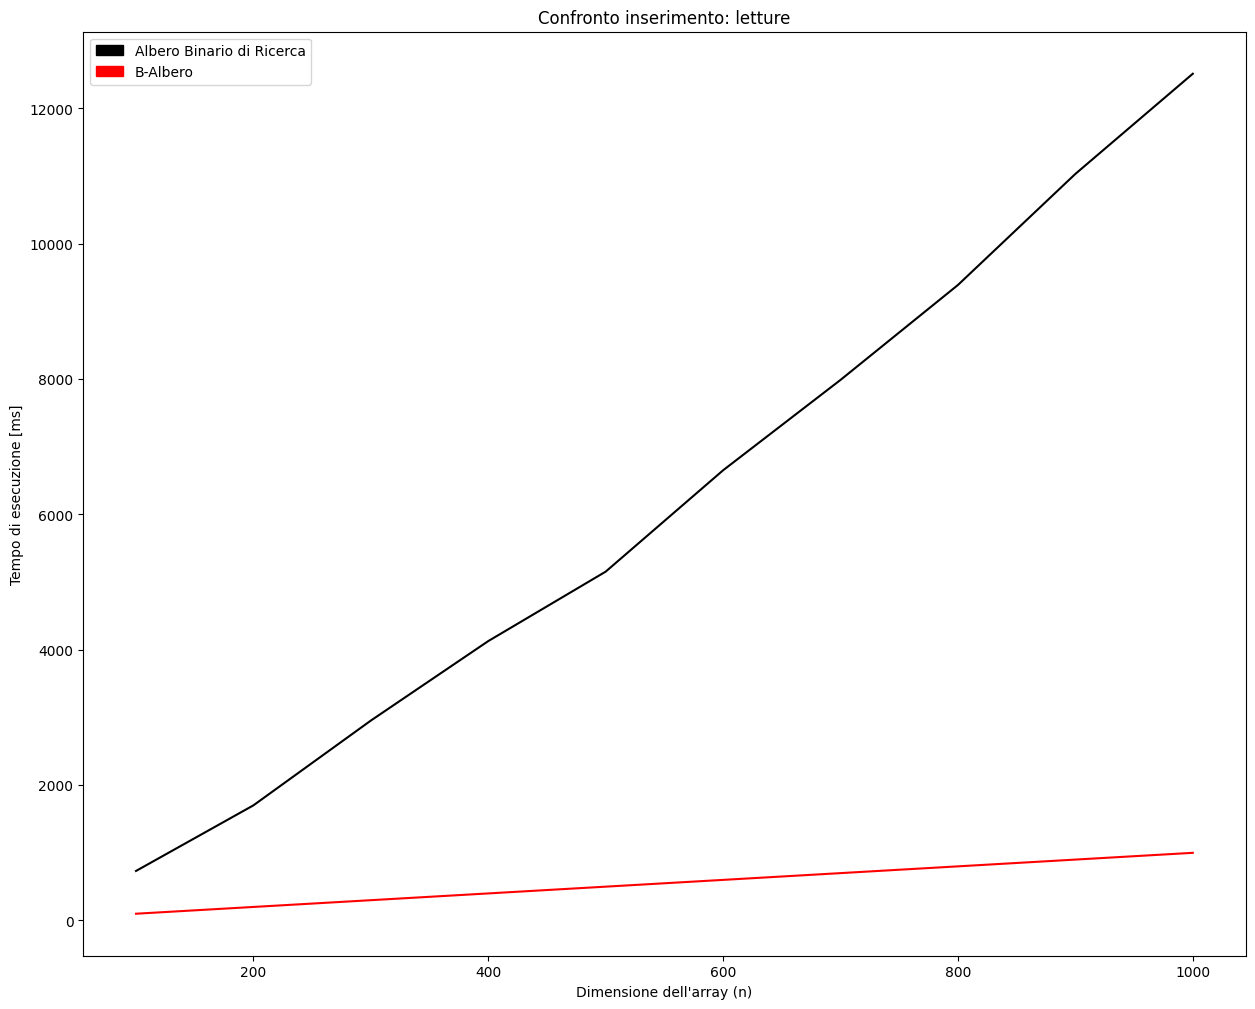 Confronto inserimento: letture
Albero Binario di Ricerca
B-Albero
12000
10000
8000
6000
4000
2000
0
Tempo di esecuzione [ms]
200
400
600
800
1000
Dimensione dell'array (n)